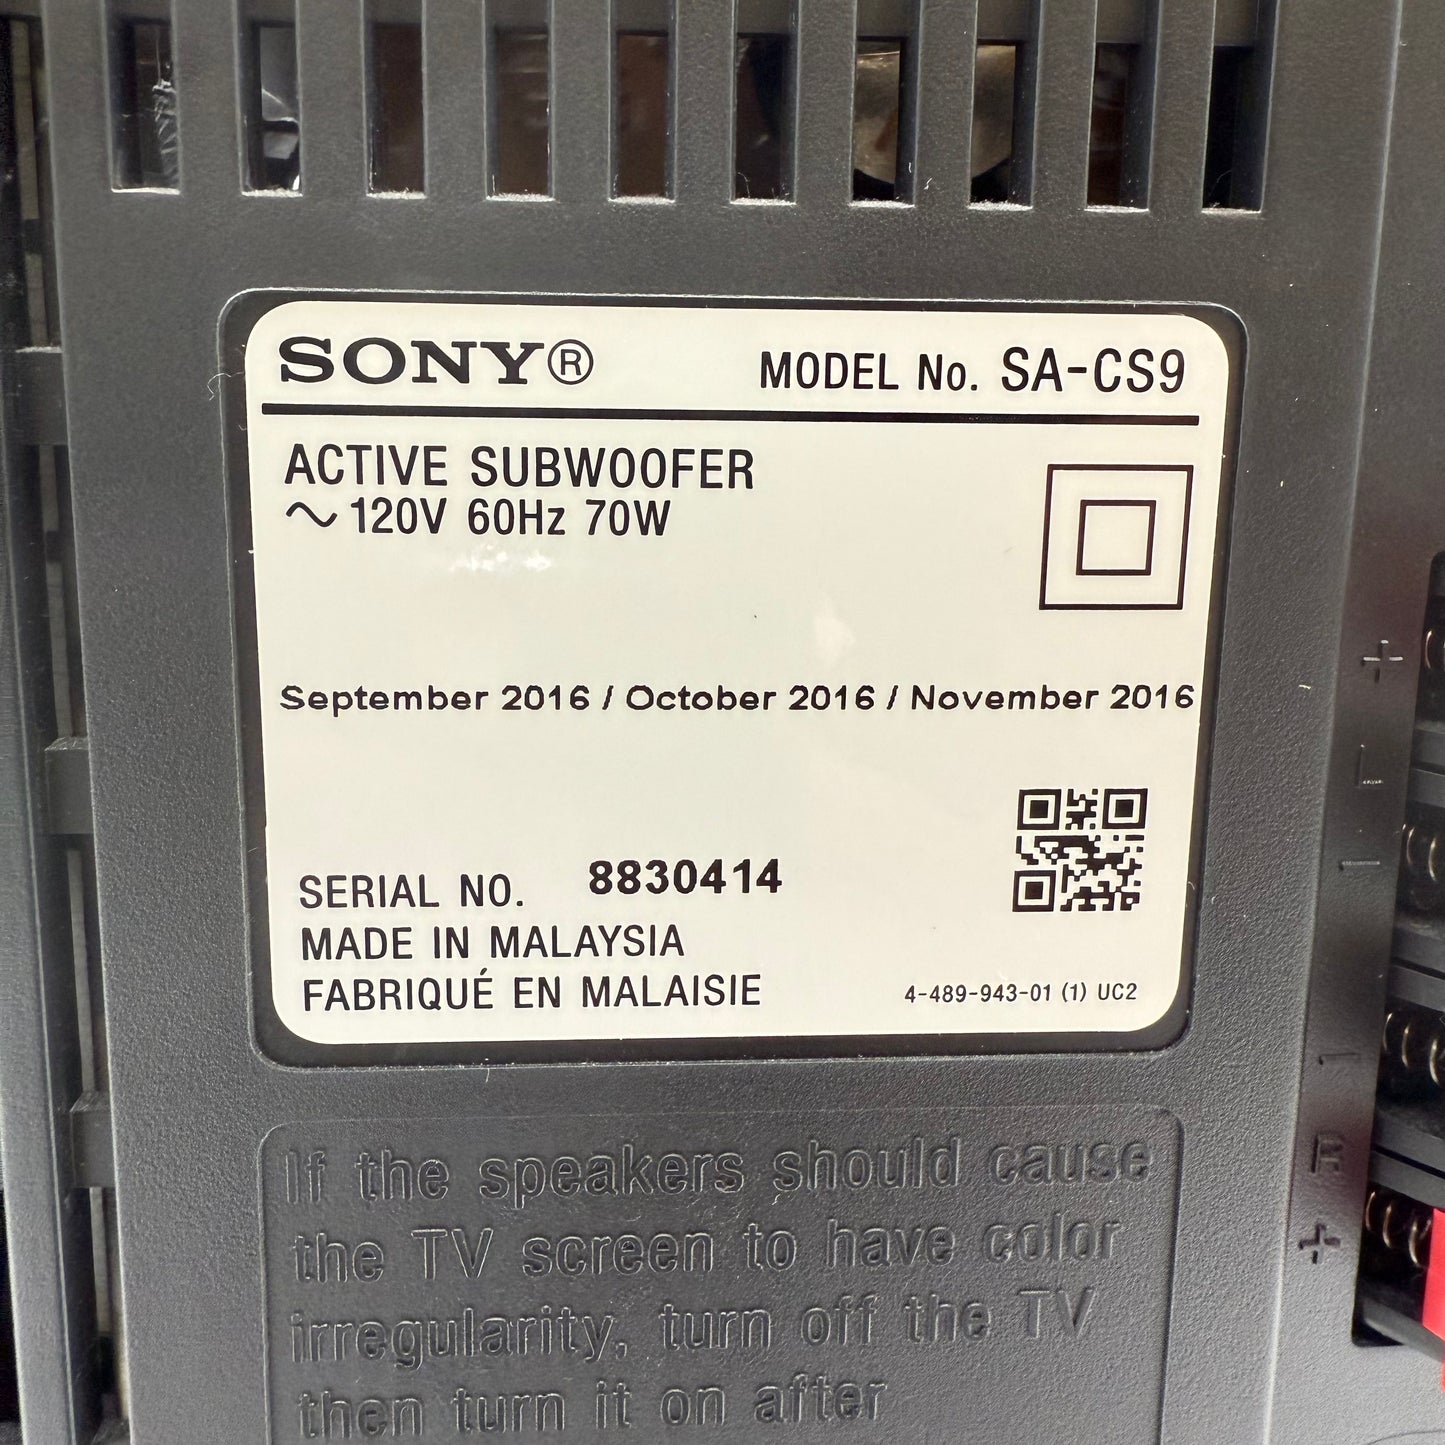 SONY®
MODEL No. SA-CS9
ACTIVE SUBWOOFER
~ 120V 60Hz 70W
September 2016 / October 2016 / November 2016
SERIAL NO. 8830414
MADE IN MALAYSIA
FABRIQUÉ EN MALAISIE
4-489-943-01 (1) UC2
If the speakers should cause
the TV screen to have color
irregularity, turn off the TV
then turn it on after
+
L
—
—
R
+